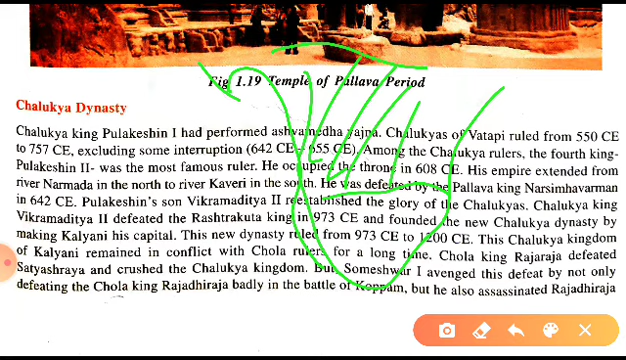 Fig 1.19 Temple of Pallava Period
Chalukya Dynasty
Chalukya king Pulakeshin I had performed ashvamedha yajna. Chalukyas of Vatapi ruled from 550 CE
to 757 CE, excluding some interruption (642 CE - 655 CE). Among the Chalukya rulers, the fourth king-
Pulakeshin II- was the most famous ruler. He occupied the throne in 608 CE. His empire extended from
river Narmada in the north to river Kaveri in the south. He was defeated by the Pallava king Narsimhavarman
in 642 CE. Pulakeshin's son Vikramaditya II reestablished the glory of the Chalukyas. Chalukya king
Vikramaditya II defeated the Rashtrakuta king in 973 CE and founded the new Chalukya dynasty by
making Kalyani his capital. This new dynasty ruled from 973 CE to 1200 CE. This Chalukya kingdom
of Kalyani remained in conflict with Chola rulers for a long time. Chola king Rajaraja defeated
Satyashraya and crushed the Chalukya kingdom. But Someshwar I avenged this defeat by not only
defeating the Chola king Rajadhiraja badly in the battle of Koppam, but he also assassinated Rajadhiraja